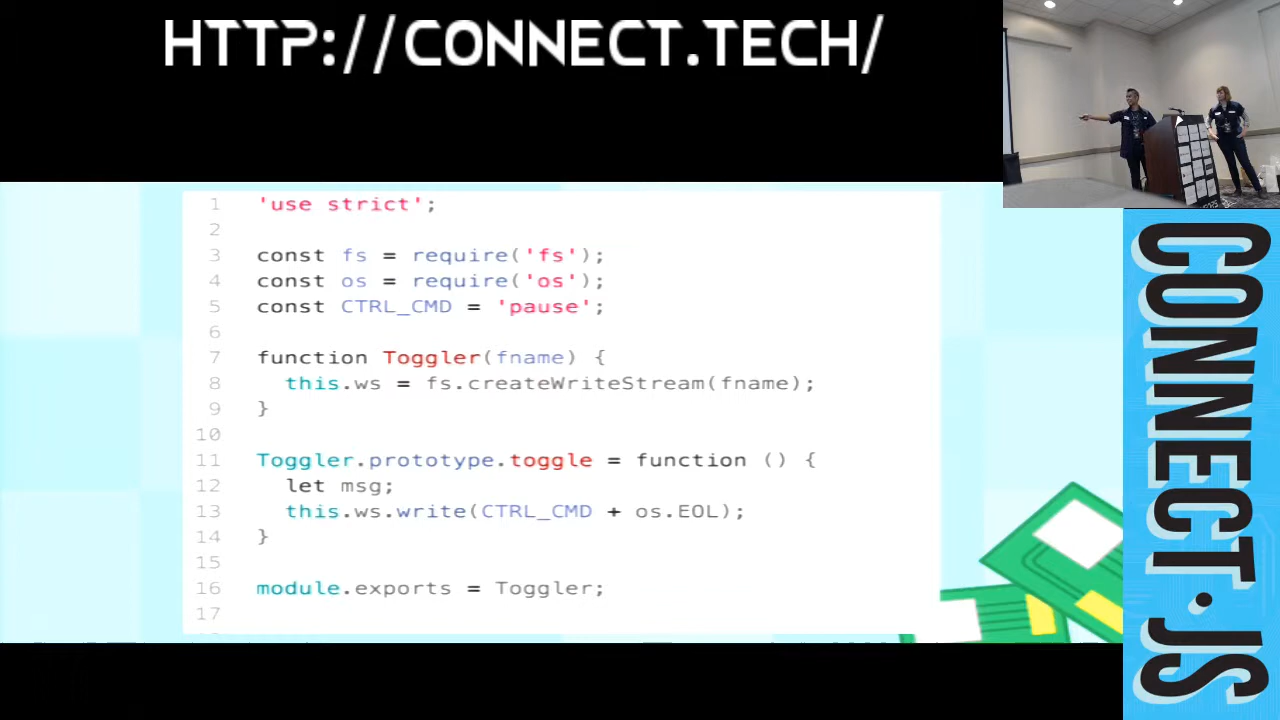 HTTP://CONNECT.TECH/
1 'use strict';
2
3 const fs = require('fs');
4 const os = require('os');
5 const CTRL_CMD = 'pause';
6
7 function Toggler(fname) {
8 this.ws = fs.createWriteStream(fname);
9 }
10
11 Toggler.prototype.toggle = function () {
12 let msg;
13 this.ws.write(CTRL_CMD + os.EOL);
14 }
15
16 module.exports = Toggler;
17
CONNECT.JS